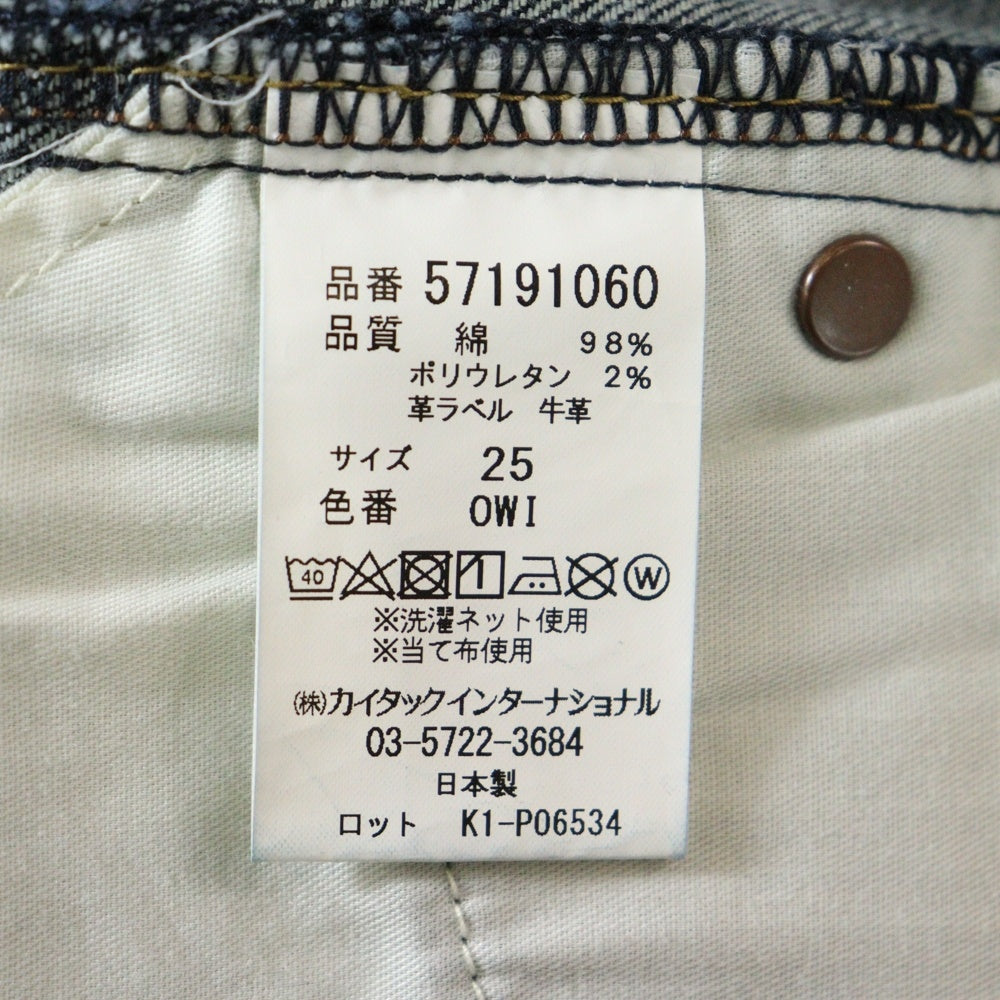 品番 57191060
品質 綿 98%
ポリウレタン 2%
革ラベル 牛革
サイズ 25
色番 OWI
40 W
※洗濯ネット使用
※当て布使用
㈱カイタックインターナショナル
03-5722-3684
日本製
ロット K1-P06534